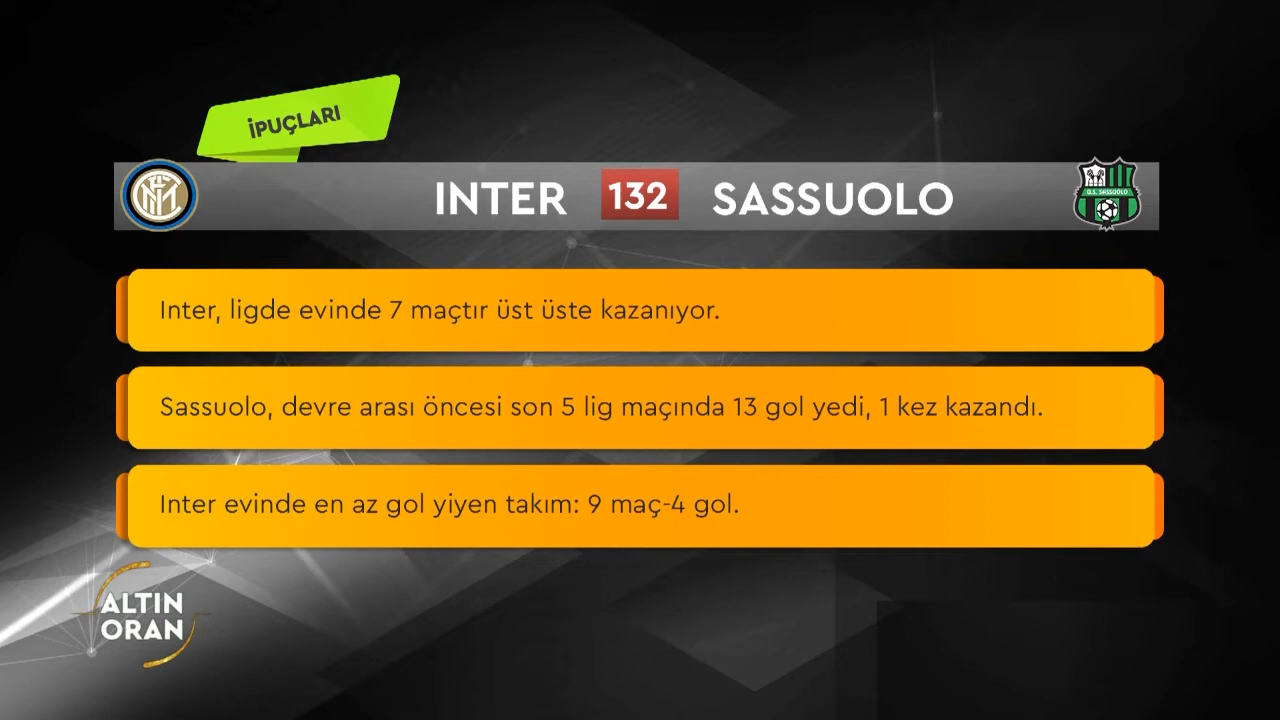 İPUÇLARI
INTER 132 SASSUOLO
U.S. SASSUOLO
Inter, ligde evinde 7 maçtır üst üste kazanıyor.
Sassuolo, devre arası öncesi son 5 lig maçında 13 gol yedi, 1 kez kazandı.
Inter evinde en az gol yiyen takım: 9 maç-4 gol.
ALTIN
ORAN